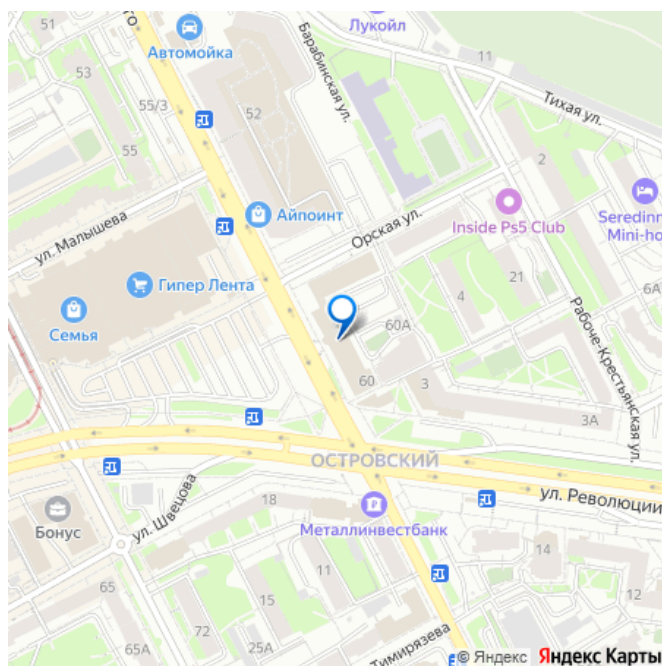 51
Лукойл
Автомойка
53
Барабинская ул.
11
55/3
52
Тихая ул.
55
2
Айпоинт
Inside Ps5 Club
Seredinn
Mini-ho
ул. Малышева
Орская ул.
Гипер Лента
21
6А
4
Семья
60А
Рабоче-Крестьянская ул.
60
3
3А
ОСТРОВСКИЙ
ул. Революции
18
Бонус
ул. Швецова
Металлинвестбанк
14
12
65
15
13
72
65А
25А
Тимирязева
© Яндекс Яндекс Карты